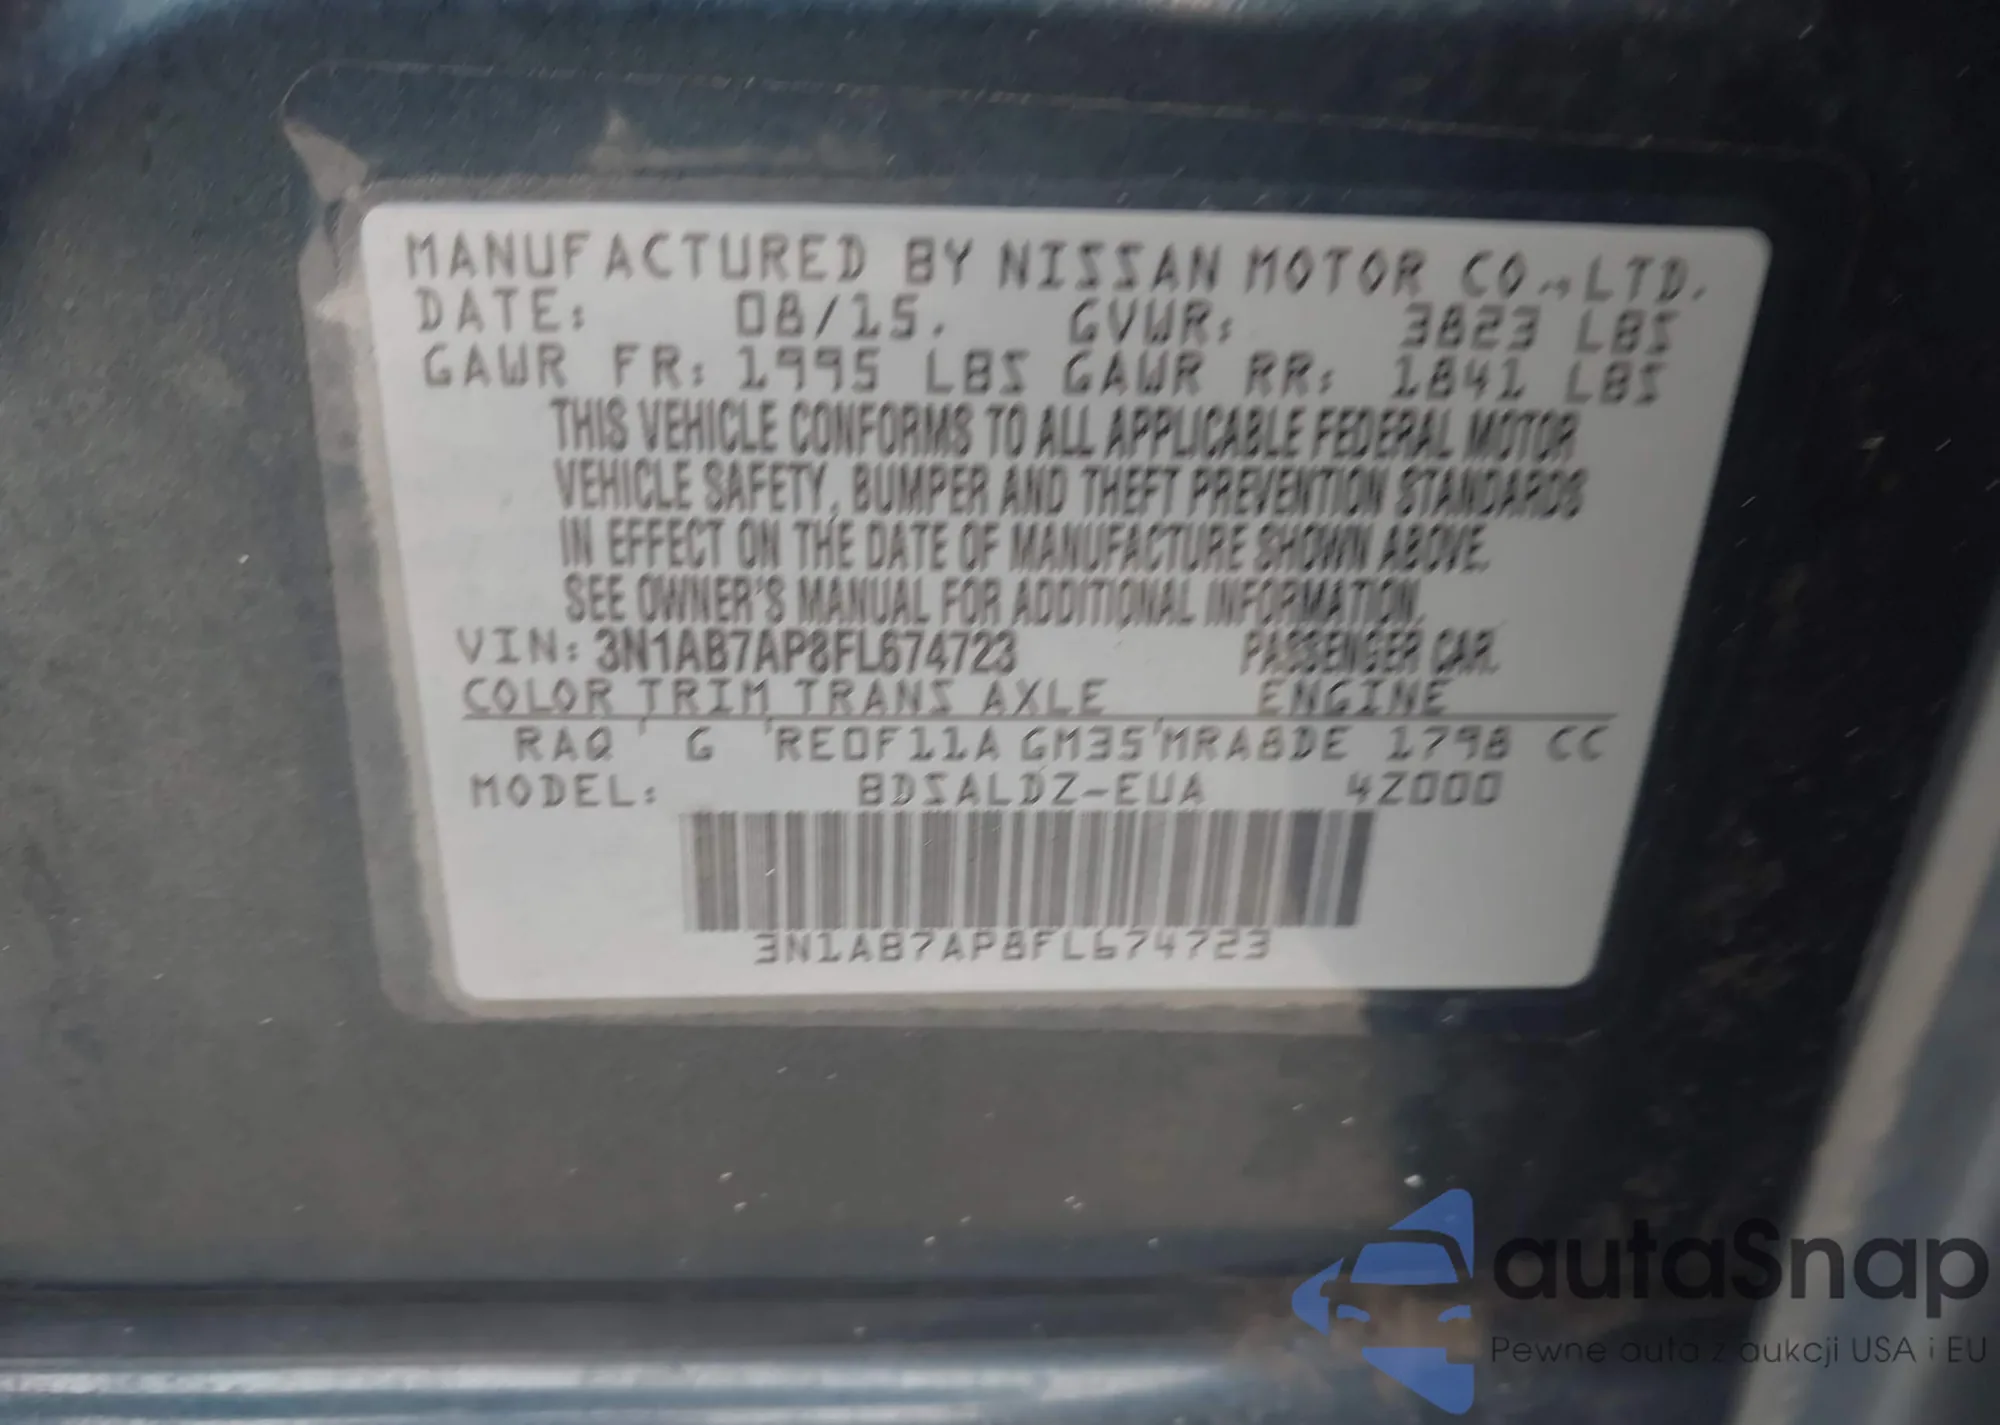 MANUFACTURED BY NISSAN MOTOR CO.,LTD.
DATE: 08/15. GVWR: 3823 LBS
GAWR FR: 1995 LBS GAWR RR: 1841 LBS
THIS VEHICLE CONFORMS TO ALL APPLICABLE FEDERAL MOTOR
VEHICLE SAFETY, BUMPER AND THEFT PREVENTION STANDARDS
IN EFFECT ON THE DATE OF MANUFACTURE SHOWN ABOVE.
SEE OWNER'S MANUAL FOR ADDITIONAL INFORMATION.
VIN: 3N1AB7AP8FL674723 PASSENGER CAR.
COLOR TRIM TRANS AXLE ENGINE
RAQ ' G 'RE0F11A GM35'MRA8DE 1798 CC
MODEL: BDSALDZ-EUA 4Z000
3N1AB7AP8FL674723
autaSnap
Pewne auta z aukcji USA i EU